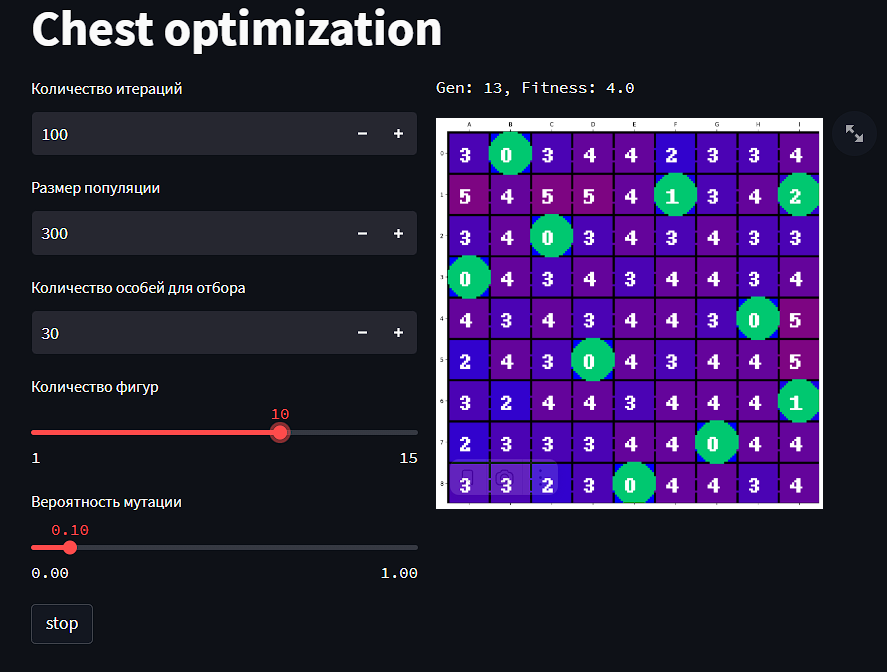 Chest optimization
Количество итераций
100
Размер популяции
300
Количество особей для отбора
30
Количество фигур
10
1 15
Вероятность мутации
0.10
0.00 1.00
stop
Gen: 13, Fitness: 4.0
A B C D E F G H I
0 3 0 3 4 4 2 3 3 4
1 5 4 5 5 4 1 3 4 2
2 3 4 0 3 4 3 4 3 3
3 0 4 3 4 3 4 4 3 4
4 4 3 4 3 4 4 3 0 5
5 2 4 3 0 4 3 4 4 5
6 3 2 4 4 3 4 4 4 1
7 2 3 3 3 4 4 0 4 4
8 3 3 2 3 0 4 4 3 4